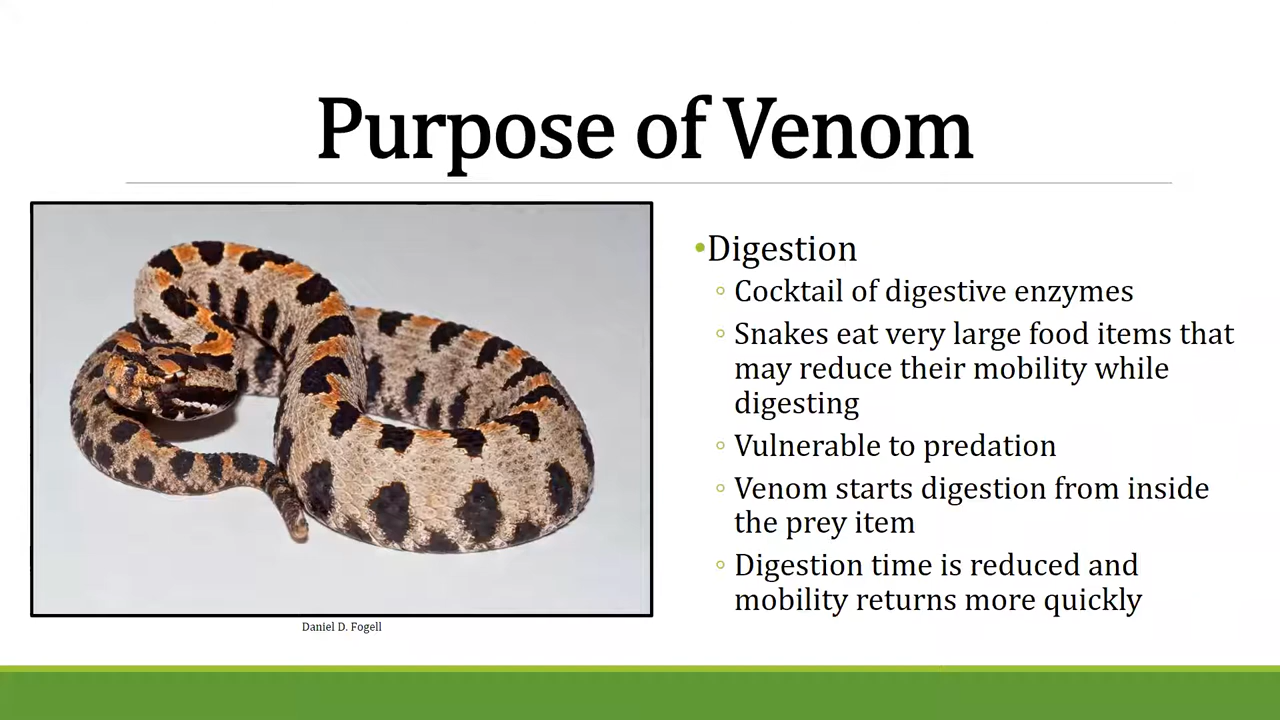 Purpose of Venom
•Digestion
◦ Cocktail of digestive enzymes
◦ Snakes eat very large food items that
may reduce their mobility while
digesting
◦ Vulnerable to predation
◦ Venom starts digestion from inside
the prey item
◦ Digestion time is reduced and
mobility returns more quickly
Daniel D. Fogell